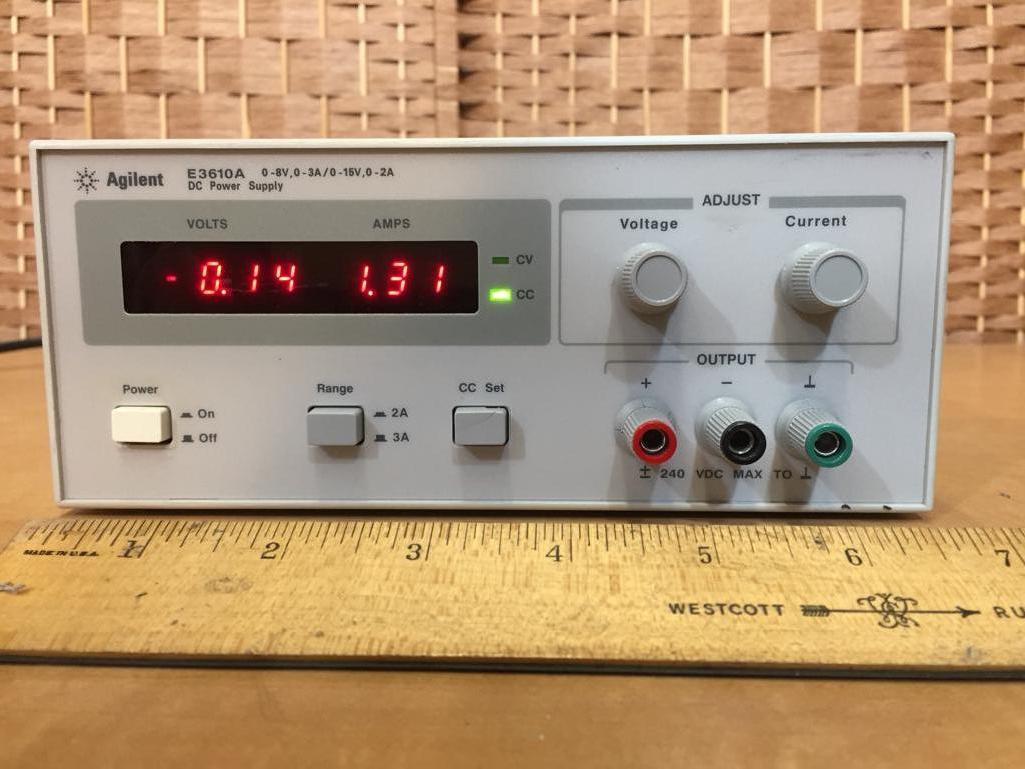 Agilent E3610A 0-8V,0-3A/0-15V,0-2A
DC Power Supply
ADJUST
VOLTS AMPS
Voltage Current
-0.14 1.31
CV
CC
OUTPUT
+ − ⊥
Power Range CC Set
On 2A
Off 3A
± 240 VDC MAX TO ⊥
MADE IN U.S.A. 1 2 3 4 5 6 7
WESTCOTT RU